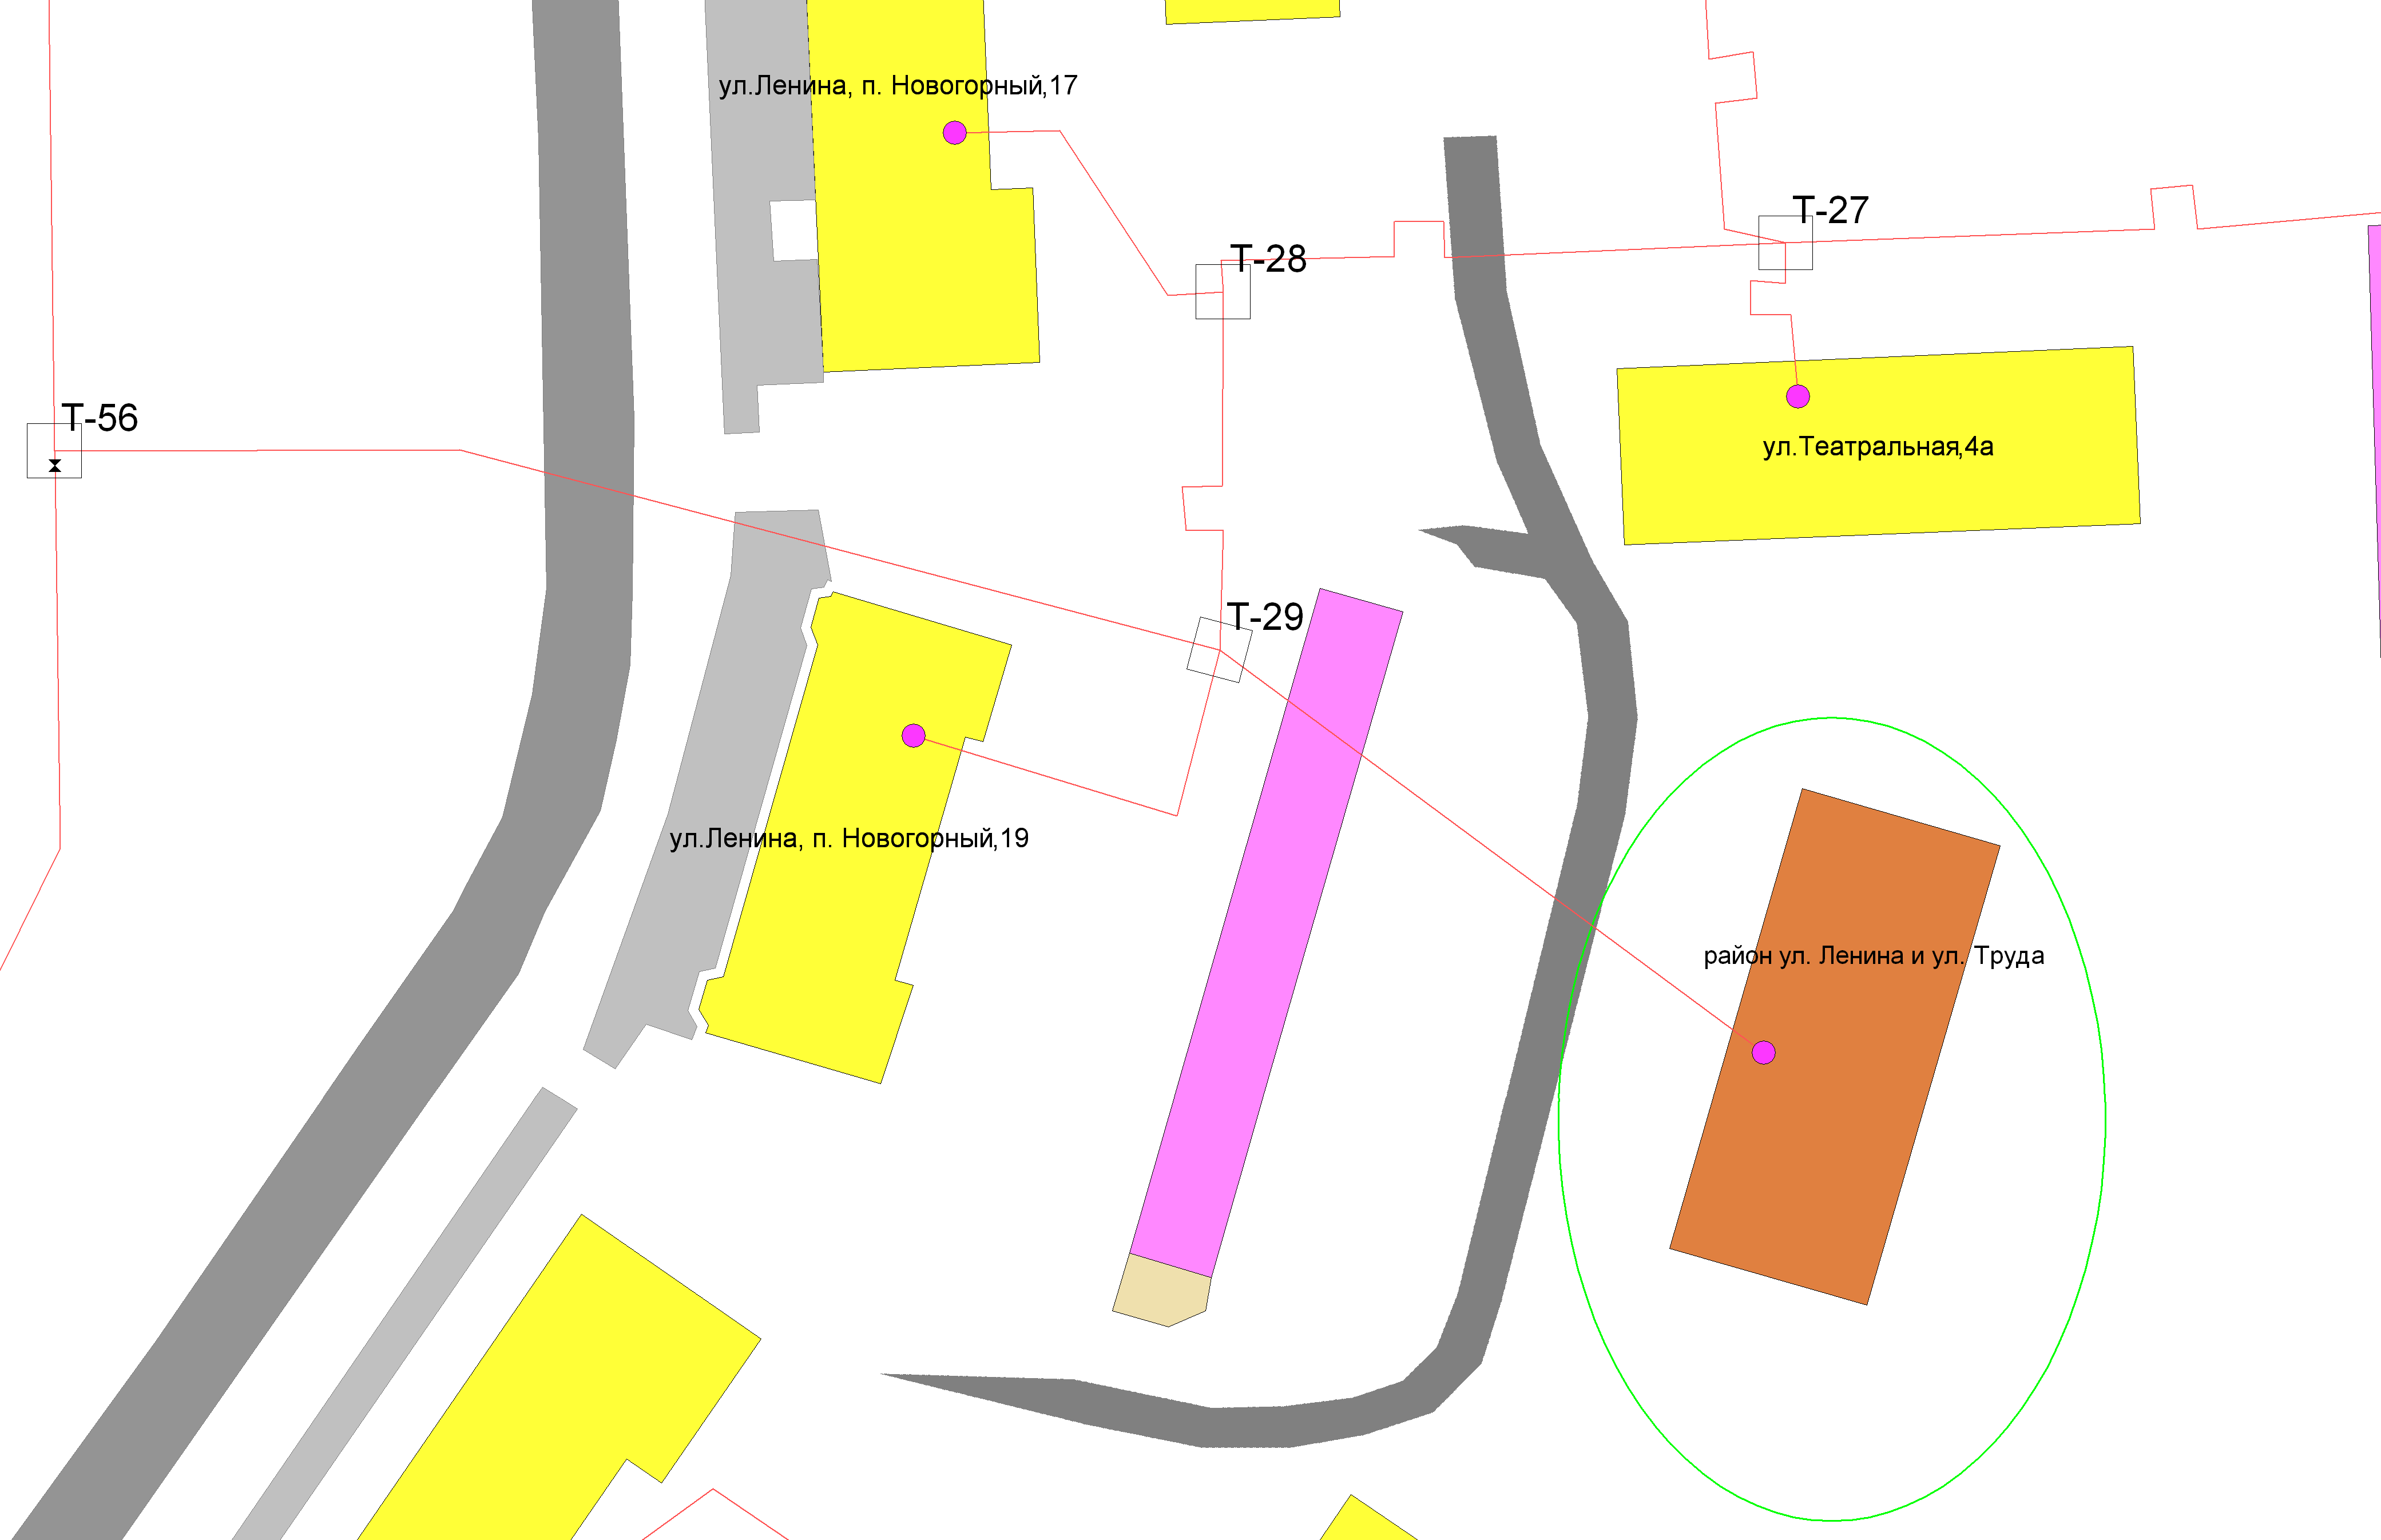 ул.Ленина, п. Новогорный,17
Т-27
Т-28
Т-56
ул.Театральная,4а
Т-29
ул.Ленина, п. Новогорный,19
район ул. Ленина и ул. Труда